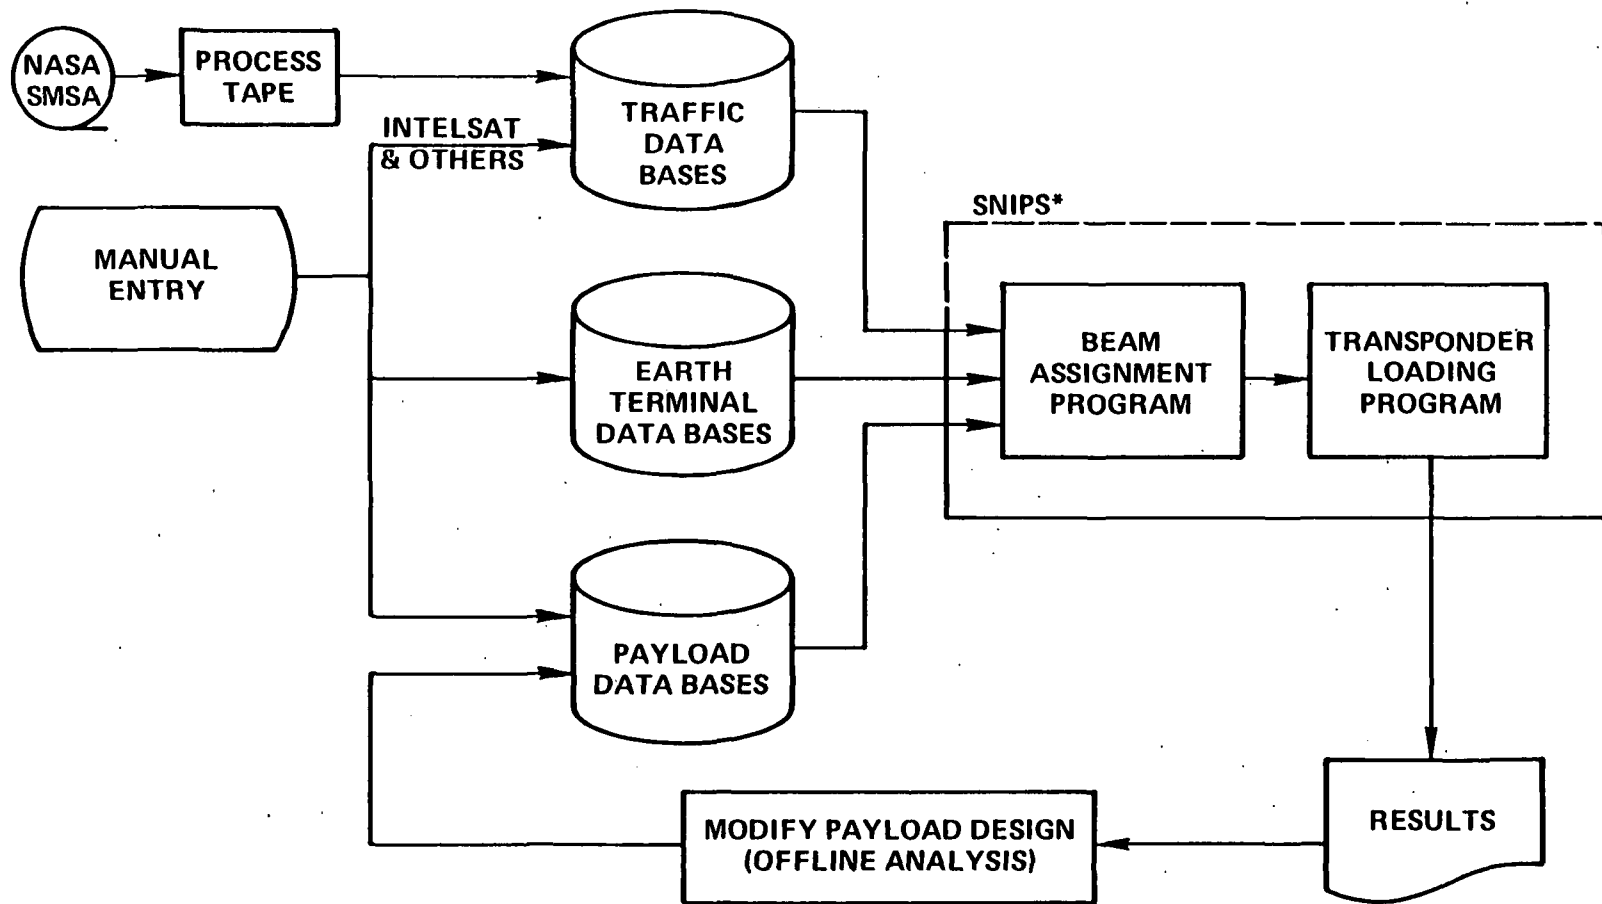 NASA
SMSA
PROCESS
TAPE
INTELSAT
& OTHERS
TRAFFIC
DATA
BASES
MANUAL
ENTRY
SNIPS*
EARTH
TERMINAL
DATA BASES
BEAM
ASSIGNMENT
PROGRAM
TRANSPONDER
LOADING
PROGRAM
PAYLOAD
DATA BASES
MODIFY PAYLOAD DESIGN
(OFFLINE ANALYSIS)
RESULTS